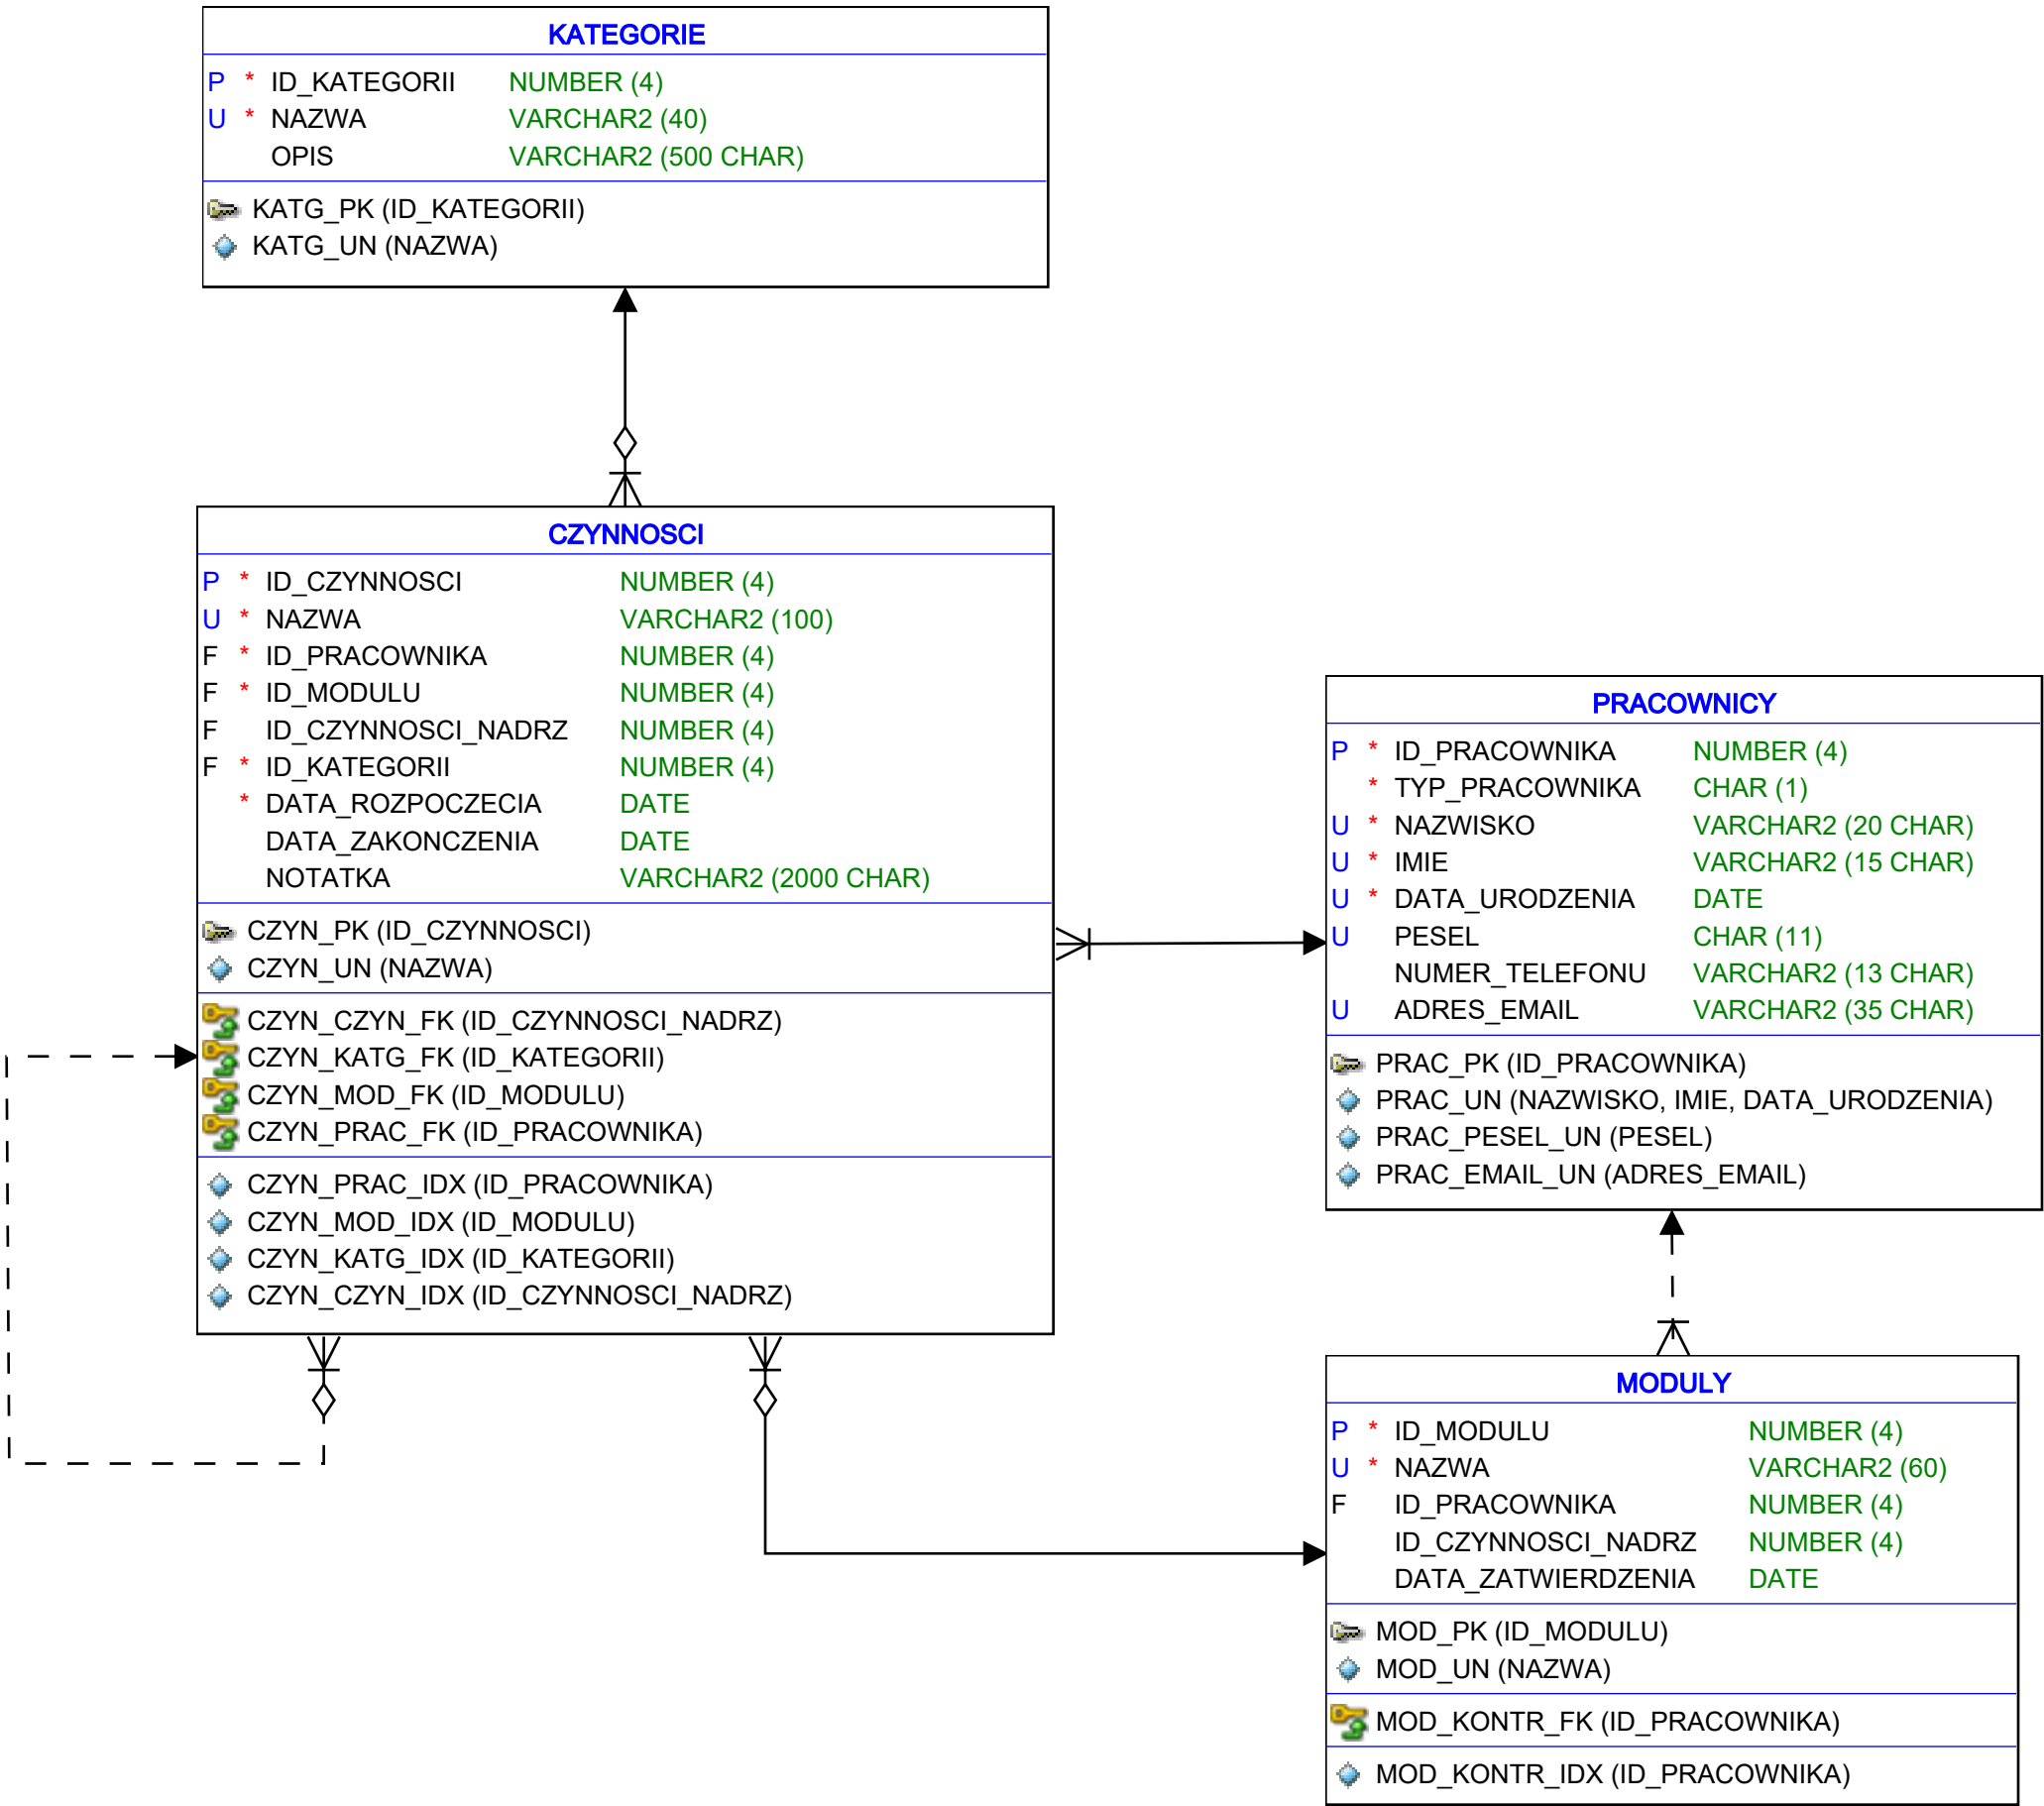 KATEGORIE
P * ID_KATEGORII NUMBER (4)
U * NAZWA VARCHAR2 (40)
OPIS VARCHAR2 (500 CHAR)
KATG_PK (ID_KATEGORII)
KATG_UN (NAZWA)
CZYNNOSCI
P * ID_CZYNNOSCI NUMBER (4)
U * NAZWA VARCHAR2 (100)
F * ID_PRACOWNIKA NUMBER (4)
F * ID_MODULU NUMBER (4)
F ID_CZYNNOSCI_NADRZ NUMBER (4)
F * ID_KATEGORII NUMBER (4)
* DATA_ROZPOCZECIA DATE
DATA_ZAKONCZENIA DATE
NOTATKA VARCHAR2 (2000 CHAR)
CZYN_PK (ID_CZYNNOSCI)
CZYN_UN (NAZWA)
CZYN_CZYN_FK (ID_CZYNNOSCI_NADRZ)
CZYN_KATG_FK (ID_KATEGORII)
CZYN_MOD_FK (ID_MODULU)
CZYN_PRAC_FK (ID_PRACOWNIKA)
CZYN_PRAC_IDX (ID_PRACOWNIKA)
CZYN_MOD_IDX (ID_MODULU)
CZYN_KATG_IDX (ID_KATEGORII)
CZYN_CZYN_IDX (ID_CZYNNOSCI_NADRZ)
PRACOWNICY
P * ID_PRACOWNIKA NUMBER (4)
* TYP_PRACOWNIKA CHAR (1)
U * NAZWISKO VARCHAR2 (20 CHAR)
U * IMIE VARCHAR2 (15 CHAR)
U * DATA_URODZENIA DATE
U PESEL CHAR (11)
NUMER_TELEFONU VARCHAR2 (13 CHAR)
U ADRES_EMAIL VARCHAR2 (35 CHAR)
PRAC_PK (ID_PRACOWNIKA)
PRAC_UN (NAZWISKO, IMIE, DATA_URODZENIA)
PRAC_PESEL_UN (PESEL)
PRAC_EMAIL_UN (ADRES_EMAIL)
MODULY
P * ID_MODULU NUMBER (4)
U * NAZWA VARCHAR2 (60)
F ID_PRACOWNIKA NUMBER (4)
ID_CZYNNOSCI_NADRZ NUMBER (4)
DATA_ZATWIERDZENIA DATE
MOD_PK (ID_MODULU)
MOD_UN (NAZWA)
MOD_KONTR_FK (ID_PRACOWNIKA)
MOD_KONTR_IDX (ID_PRACOWNIKA)